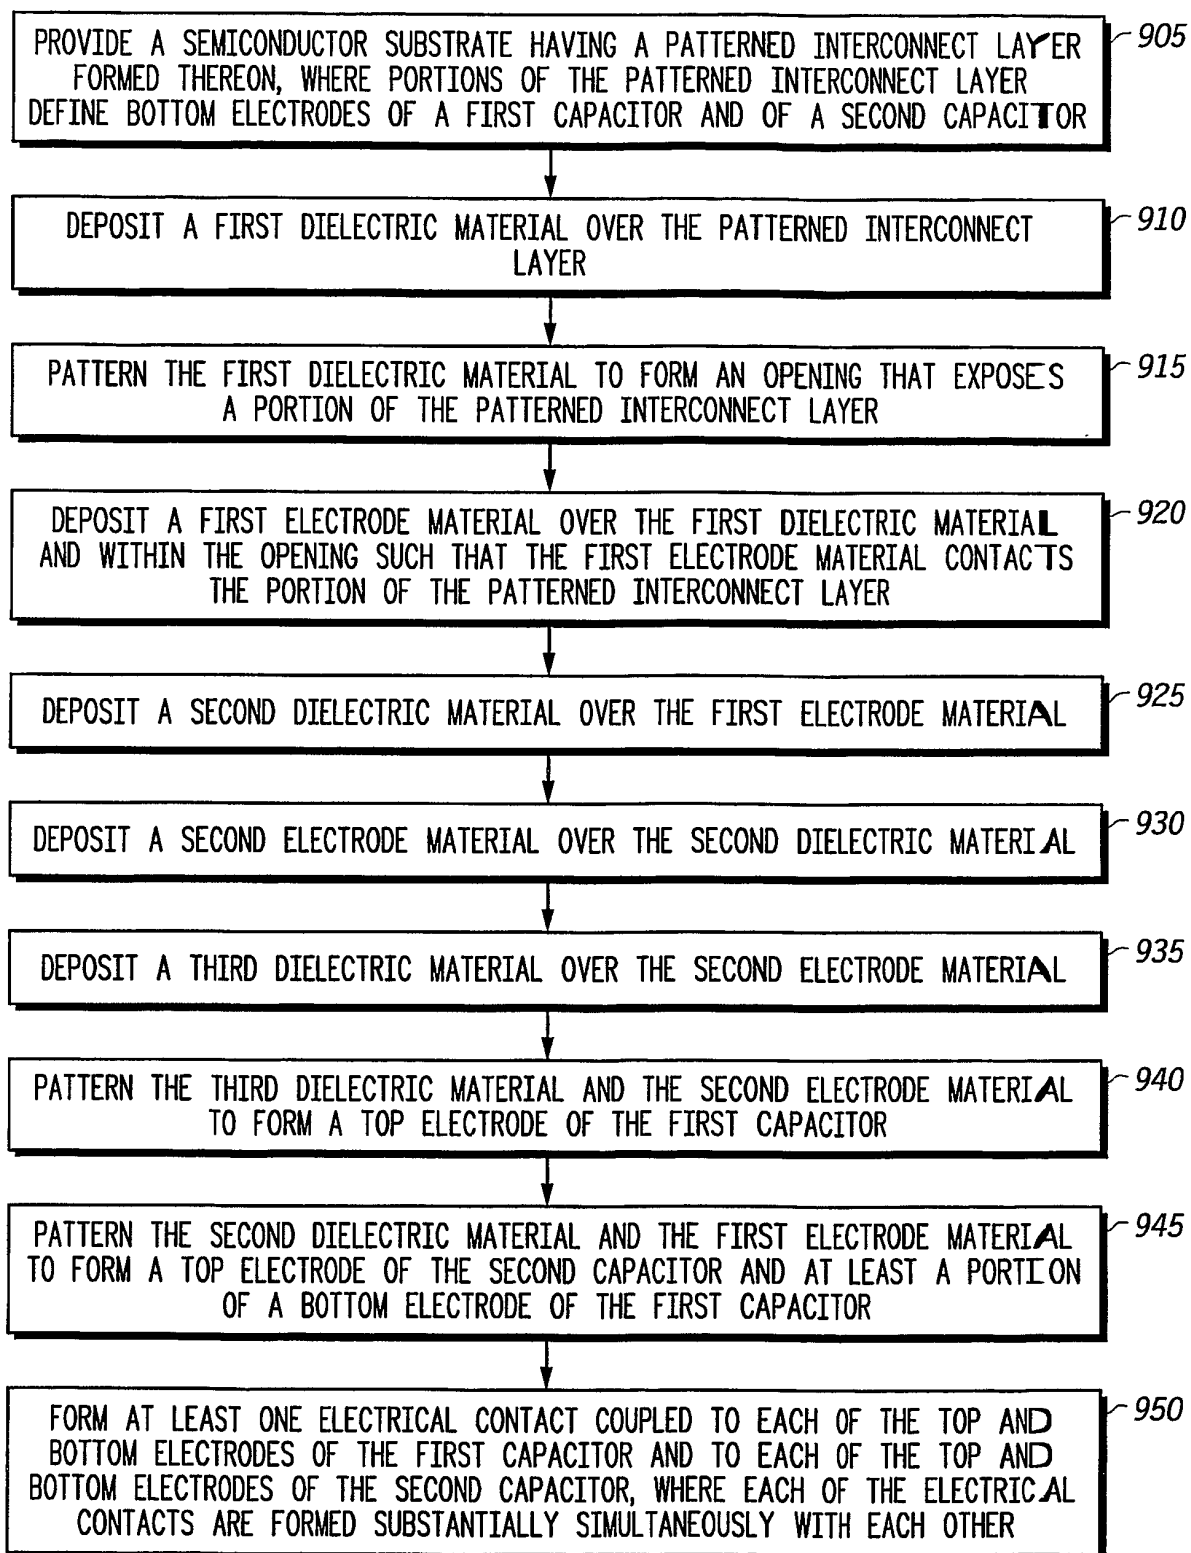 PROVIDE A SEMICONDUCTOR SUBSTRATE HAVING A PATTERNED INTERCONNECT LAYER
FORMED THEREON, WHERE PORTIONS OF THE PATTERNED INTERCONNECT LAYER
DEFINE BOTTOM ELECTRODES OF A FIRST CAPACITOR AND OF A SECOND CAPACITOR
905
DEPOSIT A FIRST DIELECTRIC MATERIAL OVER THE PATTERNED INTERCONNECT
LAYER
910
PATTERN THE FIRST DIELECTRIC MATERIAL TO FORM AN OPENING THAT EXPOSES
A PORTION OF THE PATTERNED INTERCONNECT LAYER
915
DEPOSIT A FIRST ELECTRODE MATERIAL OVER THE FIRST DIELECTRIC MATERIAL
AND WITHIN THE OPENING SUCH THAT THE FIRST ELECTRODE MATERIAL CONTACTS
THE PORTION OF THE PATTERNED INTERCONNECT LAYER
920
DEPOSIT A SECOND DIELECTRIC MATERIAL OVER THE FIRST ELECTRODE MATERIAL
925
DEPOSIT A SECOND ELECTRODE MATERIAL OVER THE SECOND DIELECTRIC MATERIAL
930
DEPOSIT A THIRD DIELECTRIC MATERIAL OVER THE SECOND ELECTRODE MATERIAL
935
PATTERN THE THIRD DIELECTRIC MATERIAL AND THE SECOND ELECTRODE MATERIAL
TO FORM A TOP ELECTRODE OF THE FIRST CAPACITOR
940
PATTERN THE SECOND DIELECTRIC MATERIAL AND THE FIRST ELECTRODE MATERIAL
TO FORM A TOP ELECTRODE OF THE SECOND CAPACITOR AND AT LEAST A PORTION
OF A BOTTOM ELECTRODE OF THE FIRST CAPACITOR
945
FORM AT LEAST ONE ELECTRICAL CONTACT COUPLED TO EACH OF THE TOP AND
BOTTOM ELECTRODES OF THE FIRST CAPACITOR AND TO EACH OF THE TOP AND
BOTTOM ELECTRODES OF THE SECOND CAPACITOR, WHERE EACH OF THE ELECTRICAL
CONTACTS ARE FORMED SUBSTANTIALLY SIMULTANEOUSLY WITH EACH OTHER
950